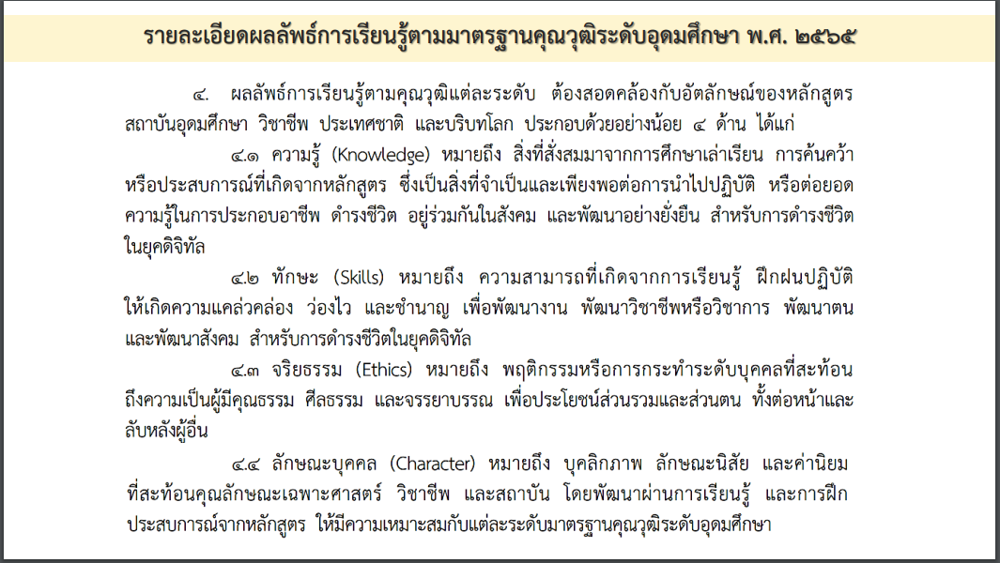 รายละเอียดผลลัพธ์การเรียนรู้ตามมาตรฐานคุณวุฒิระดับอุดมศึกษา พ.ศ. ๒๕๖๕
๔. ผลลัพธ์การเรียนรู้ตามคุณวุฒิแต่ละระดับ ต้องสอดคล้องกับอัตลักษณ์ของหลักสูตร
สถาบันอุดมศึกษา วิชาชีพ ประเทศชาติ และบริบทโลก ประกอบด้วยอย่างน้อย ๔ ด้าน ได้แก่
๔.๑ ความรู้ (Knowledge) หมายถึง สิ่งที่สั่งสมมาจากการศึกษาเล่าเรียน การค้นคว้า
หรือประสบการณ์ที่เกิดจากหลักสูตร ซึ่งเป็นสิ่งที่จำเป็นและเพียงพอต่อการนำไปปฏิบัติ หรือต่อยอด
ความรู้ในการประกอบอาชีพ ดำรงชีวิต อยู่ร่วมกันในสังคม และพัฒนาอย่างยั่งยืน สำหรับการดำรงชีวิต
ในยุคดิจิทัล
๔.๒ ทักษะ (Skills) หมายถึง ความสามารถที่เกิดจากการเรียนรู้ ฝึกฝนปฏิบัติ
ให้เกิดความแคล่วคล่อง ว่องไว และชำนาญ เพื่อพัฒนางาน พัฒนาวิชาชีพหรือวิชาการ พัฒนาตน
และพัฒนาสังคม สำหรับการดำรงชีวิตในยุคดิจิทัล
๔.๓ จริยธรรม (Ethics) หมายถึง พฤติกรรมหรือการกระทำระดับบุคคลที่สะท้อน
ถึงความเป็นผู้มีคุณธรรม ศีลธรรม และจรรยาบรรณ เพื่อประโยชน์ส่วนรวมและส่วนตน ทั้งต่อหน้าและ
ลับหลังผู้อื่น
๔.๔ ลักษณะบุคคล (Character) หมายถึง บุคลิกภาพ ลักษณะนิสัย และค่านิยม
ที่สะท้อนคุณลักษณะเฉพาะศาสตร์ วิชาชีพ และสถาบัน โดยพัฒนาผ่านการเรียนรู้ และการฝึก
ประสบการณ์จากหลักสูตร ให้มีความเหมาะสมกับแต่ละระดับมาตรฐานคุณวุฒิระดับอุดมศึกษา